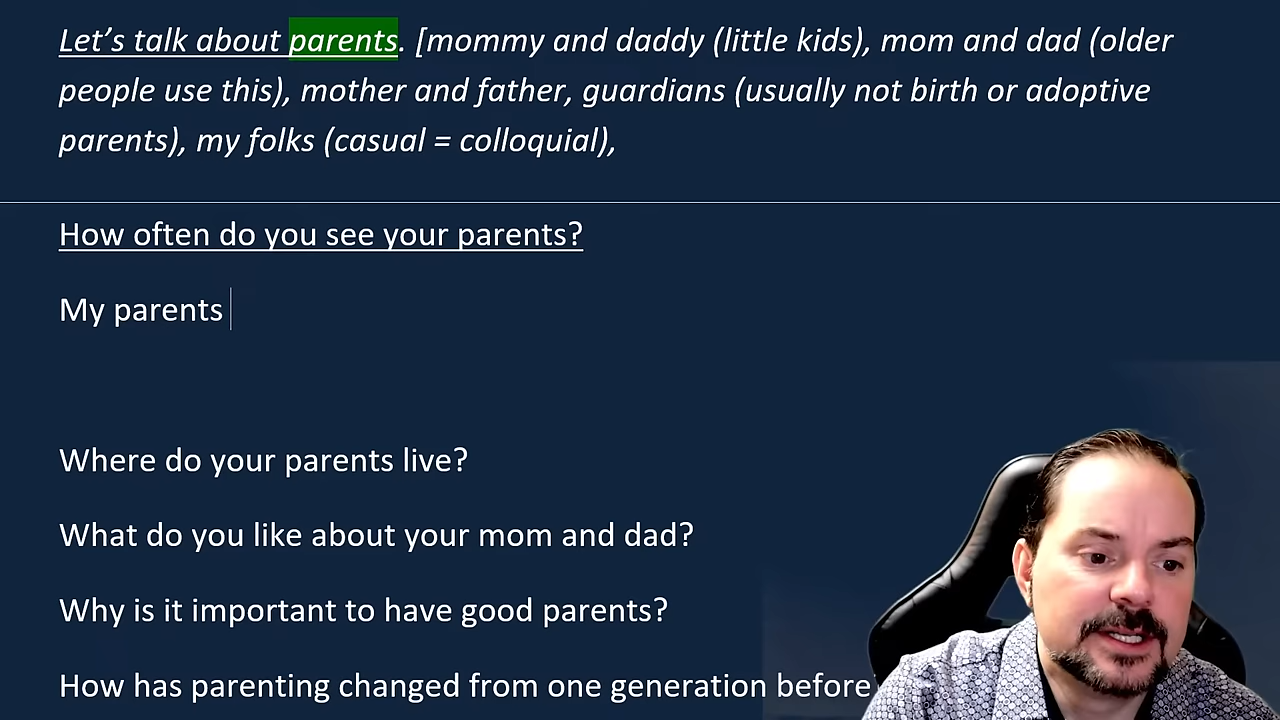 Let’s talk about parents. [mommy and daddy (little kids), mom and dad (older
people use this), mother and father, guardians (usually not birth or adoptive
parents), my folks (casual = colloquial),
How often do you see your parents?
My parents
Where do your parents live?
What do you like about your mom and dad?
Why is it important to have good parents?
How has parenting changed from one generation before